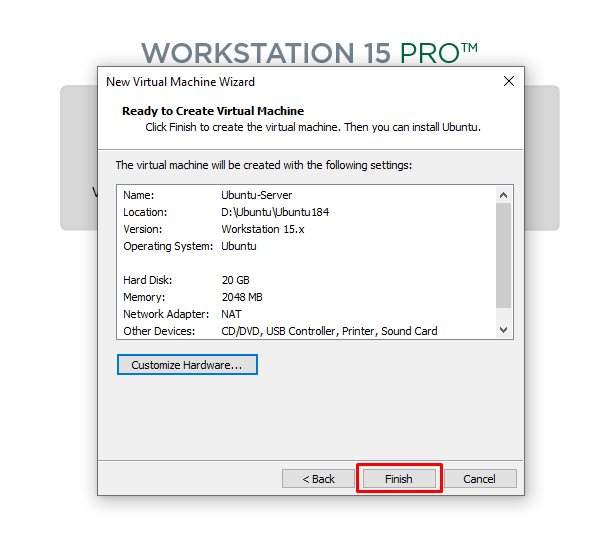 WORKSTATION 15 PRO™
New Virtual Machine Wizard
Ready to Create Virtual Machine
Click Finish to create the virtual machine. Then you can install Ubuntu.
The virtual machine will be created with the following settings:
Name: Ubuntu-Server
Location: D:\Ubuntu\Ubuntu184
Version: Workstation 15.x
Operating System: Ubuntu
Hard Disk: 20 GB
Memory: 2048 MB
Network Adapter: NAT
Other Devices: CD/DVD, USB Controller, Printer, Sound Card
Customize Hardware...
< Back Finish Cancel